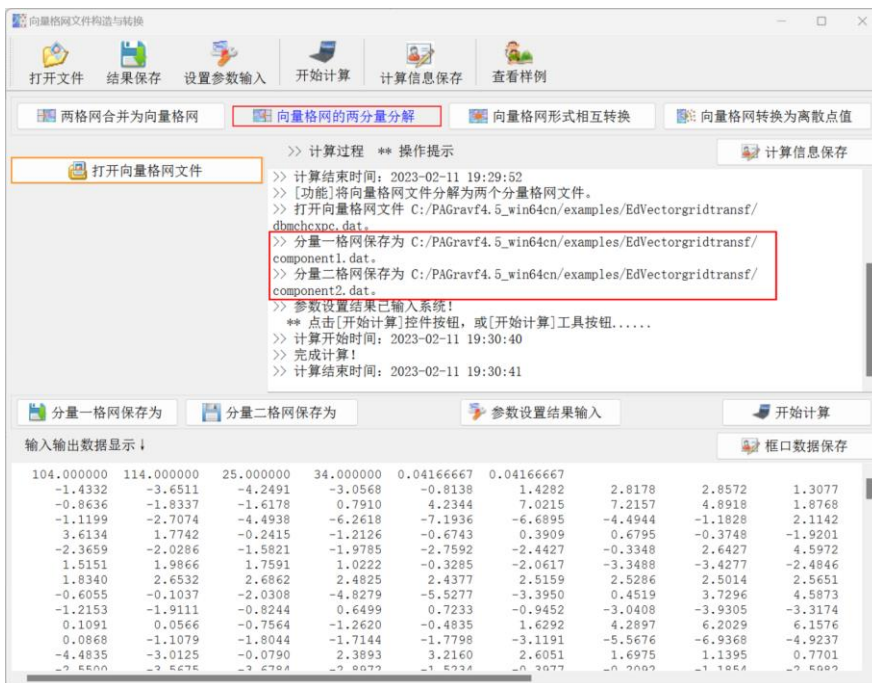 向量格网文件构造与转换
打开文件 结果保存 设置参数输入 开始计算 计算信息保存 查看样例
两格网合并为向量格网 向量格网的两分量分解 向量格网形式相互转换 向量格网转换为离散点值
>> 计算过程 ** 操作提示 计算信息保存
打开向量格网文件
>> 计算结束时间: 2023-02-11 19:29:52
>> [功能]将向量格网文件分解为两个分量格网文件。
>> 打开向量格网文件 C:/PAGravf4.5_win64cn/examples/EdVectorgridtransf/
dbmchcxpc.dat。
>> 分量一格网保存为 C:/PAGravf4.5_win64cn/examples/EdVectorgridtransf/
component1.dat。
>> 分量二格网保存为 C:/PAGravf4.5_win64cn/examples/EdVectorgridtransf/
component2.dat。
>> 参数设置结果已输入系统!
** 点击[开始计算]控件按钮, 或[开始计算]工具按钮......
>> 计算开始时间: 2023-02-11 19:30:40
>> 完成计算!
>> 计算结束时间: 2023-02-11 19:30:41
分量一格网保存为 分量二格网保存为 参数设置结果输入 开始计算
输入输出数据显示↓ 框口数据保存
104.000000 114.000000 25.000000 34.000000 0.04166667 0.04166667
-1.4332 -3.6511 -4.2491 -3.0568 -0.8138 1.4282 2.8178 2.8572 1.3077
-0.8636 -1.8337 -1.6178 0.7910 4.2344 7.0215 7.2157 4.8918 1.8768
-1.1199 -2.7074 -4.4938 -6.2618 -7.1936 -6.6895 -4.4944 -1.1828 2.1142
3.6134 1.7742 -0.2415 -1.2126 -0.6743 0.3909 0.6795 -0.3748 -1.9201
-2.3659 -2.0286 -1.5821 -1.9785 -2.7592 -2.4427 -0.3348 2.6427 4.5972
1.5151 1.9866 1.7591 1.0222 -0.3285 -2.0617 -3.3488 -3.4277 -2.4846
1.8340 2.6532 2.6862 2.4825 2.4377 2.5159 2.5286 2.5014 2.5651
-0.6055 -0.1037 -2.0308 -4.8279 -5.5277 -3.3950 0.4519 3.7296 4.5873
-1.2153 -1.9111 -0.8244 0.6499 0.7233 -0.9452 -3.0408 -3.9305 -3.3174
0.1091 0.0566 -0.7564 -1.2620 -0.4835 1.6292 4.2897 6.2029 6.1576
0.0868 -1.1079 -1.8044 -1.7144 -1.7798 -3.1191 -5.5676 -6.9368 -4.9237
-4.4835 -3.0125 -0.0790 2.3893 3.2160 2.6051 1.6975 1.1395 0.7701
-2.5500 -3.5675 -3.6784 -2.8972 -1.5234 -0.3977 -0.2092 -1.1854 -2.5982